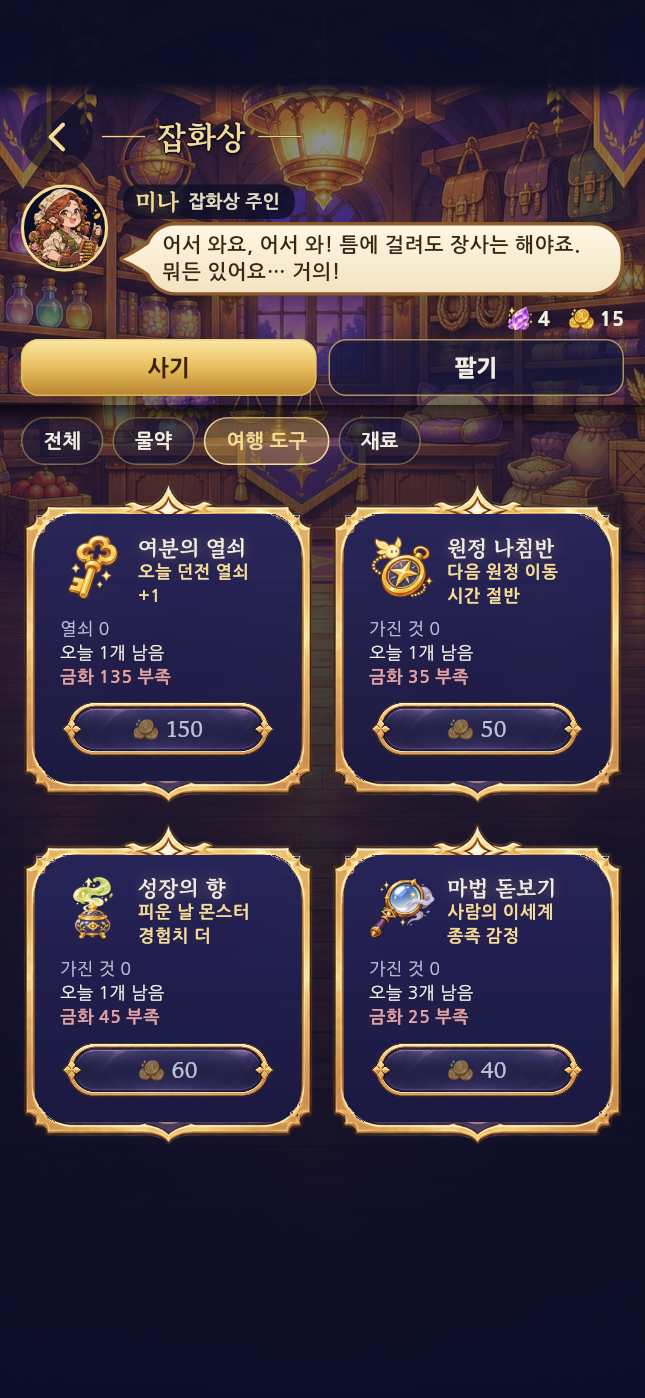 잡화상
미나 잡화상 주인
어서 와요, 어서 와! 틈에 걸려도 장사는 해야죠.
뭐든 있어요… 거의!
4 15
사기 팔기
전체 물약 여행 도구 재료
여분의 열쇠
오늘 던전 열쇠
+1
열쇠 0
오늘 1개 남음
금화 135 부족
150
원정 나침반
다음 원정 이동
시간 절반
가진 것 0
오늘 1개 남음
금화 35 부족
50
성장의 향
피운 날 몬스터
경험치 더
가진 것 0
오늘 1개 남음
금화 45 부족
60
마법 돋보기
사람의 이세계
종족 감정
가진 것 0
오늘 3개 남음
금화 25 부족
40